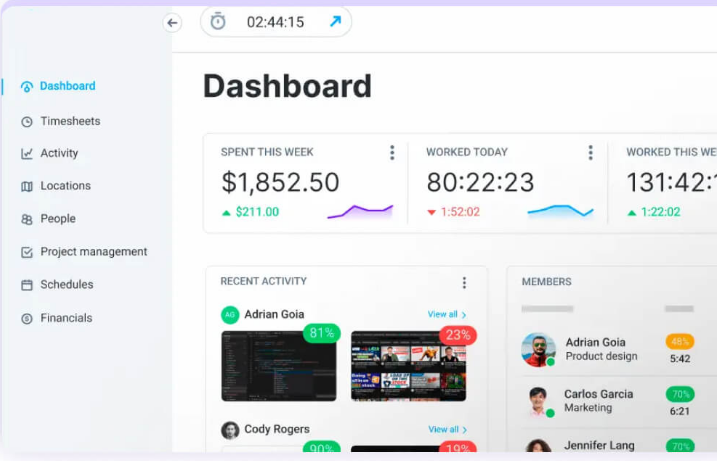 02:44:15
Dashboard
Timesheets
Activity
Locations
People
Project management
Schedules
Financials
Dashboard
SPENT THIS WEEK
$1,852.50
$211.00
WORKED TODAY
80:22:23
1:52:02
WORKED THIS WE
131:42:
1:22:02
RECENT ACTIVITY
AG Adrian Goia
View all
81%
23%
Cody Rogers
View all
90%
19%
MEMBERS
Adrian Goia
Product design
48%
5:42
Carlos Garcia
Marketing
70%
6:21
Jennifer Lang
70%